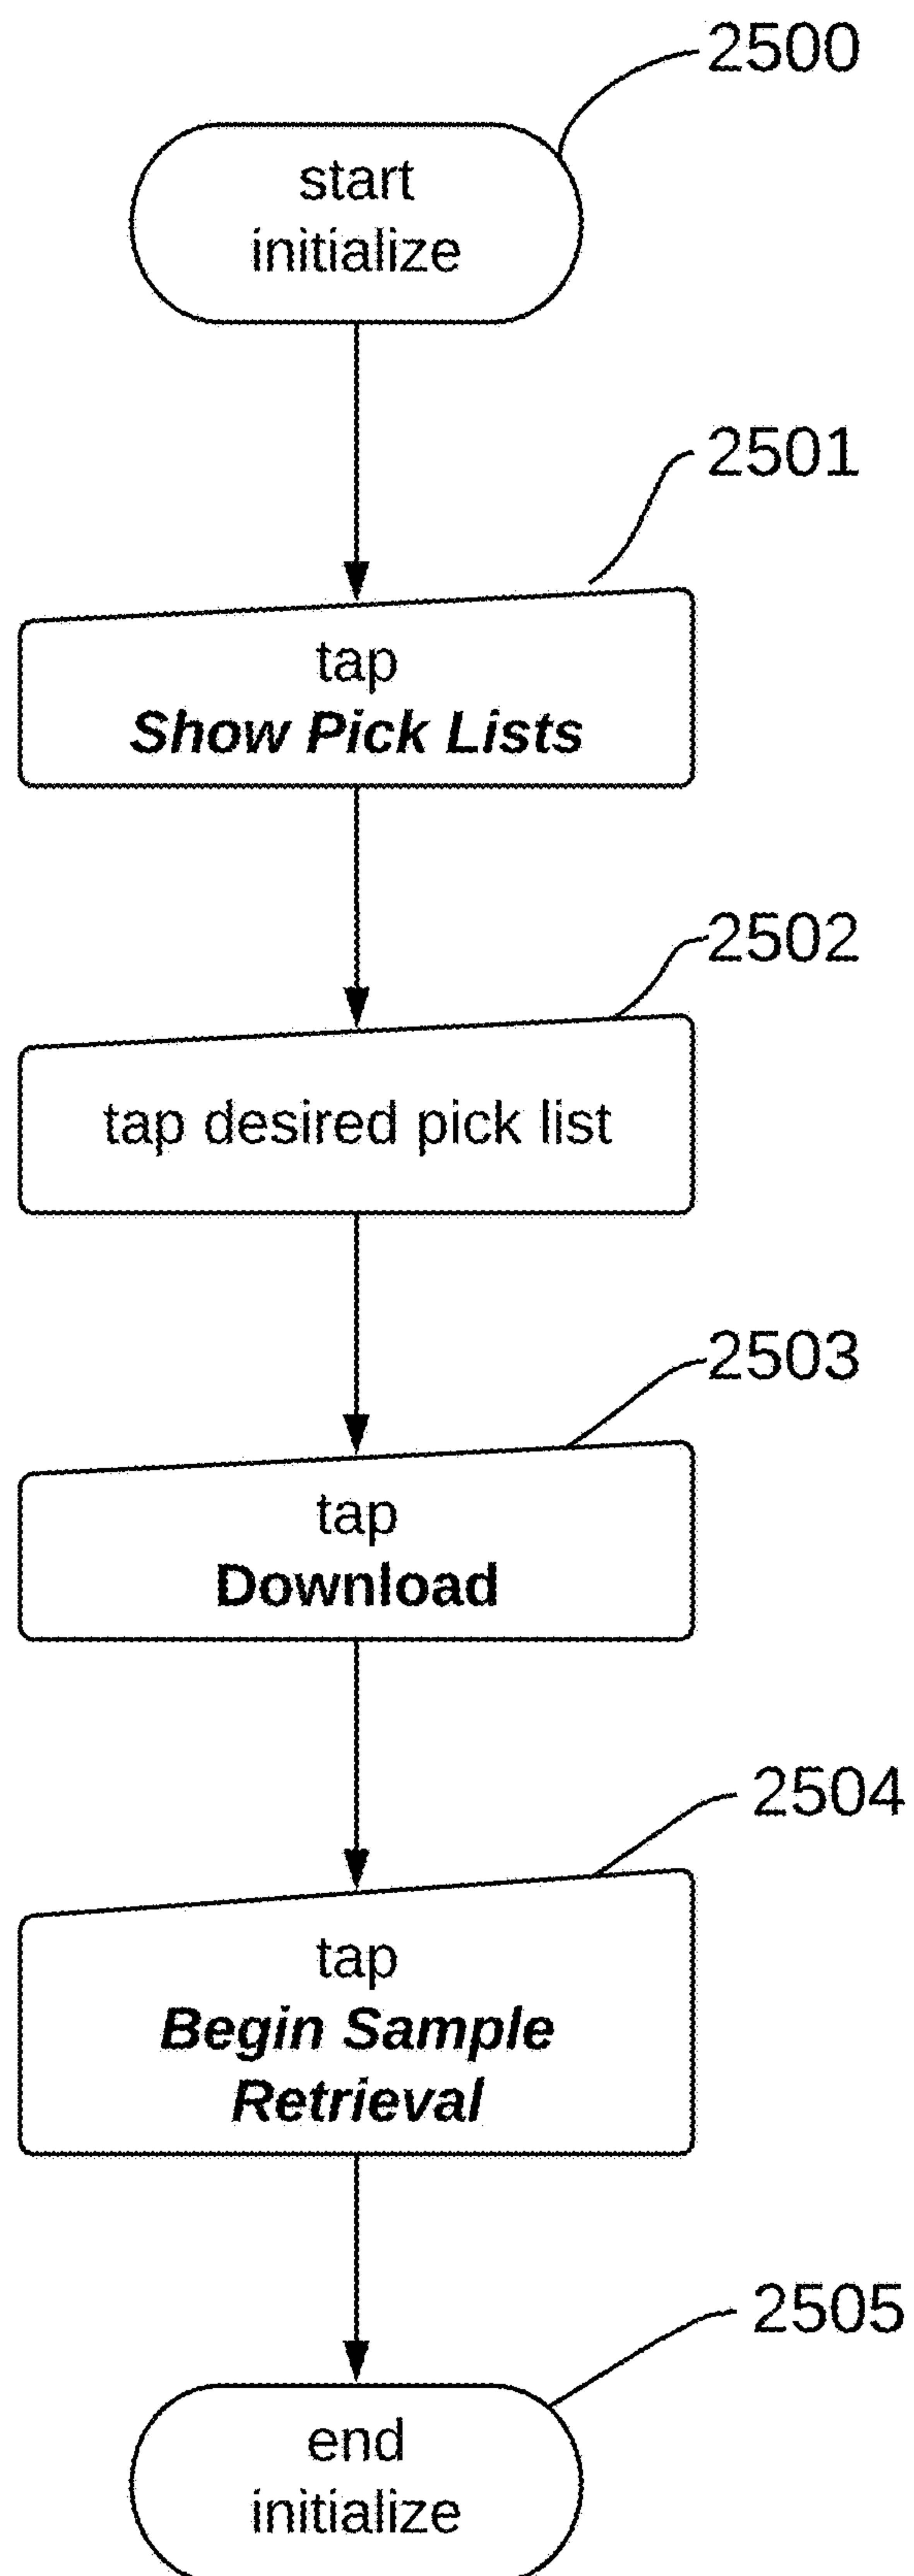 2500
start
initialize
2501
tap
Show Pick Lists
2502
tap desired pick list
2503
tap
Download
2504
tap
Begin Sample
Retrieval
2505
end
initialize